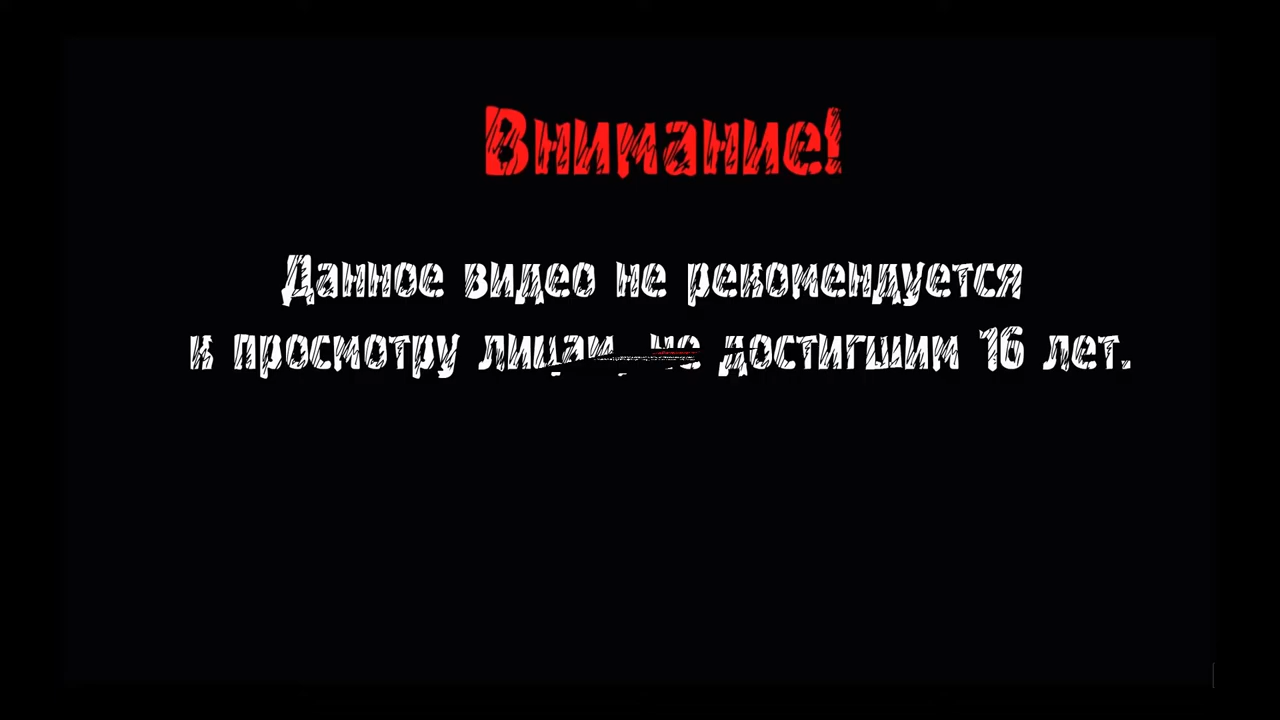 Внимание!
Данное видео не рекомендуется
к просмотру лицам, не достигшим 16 лет.